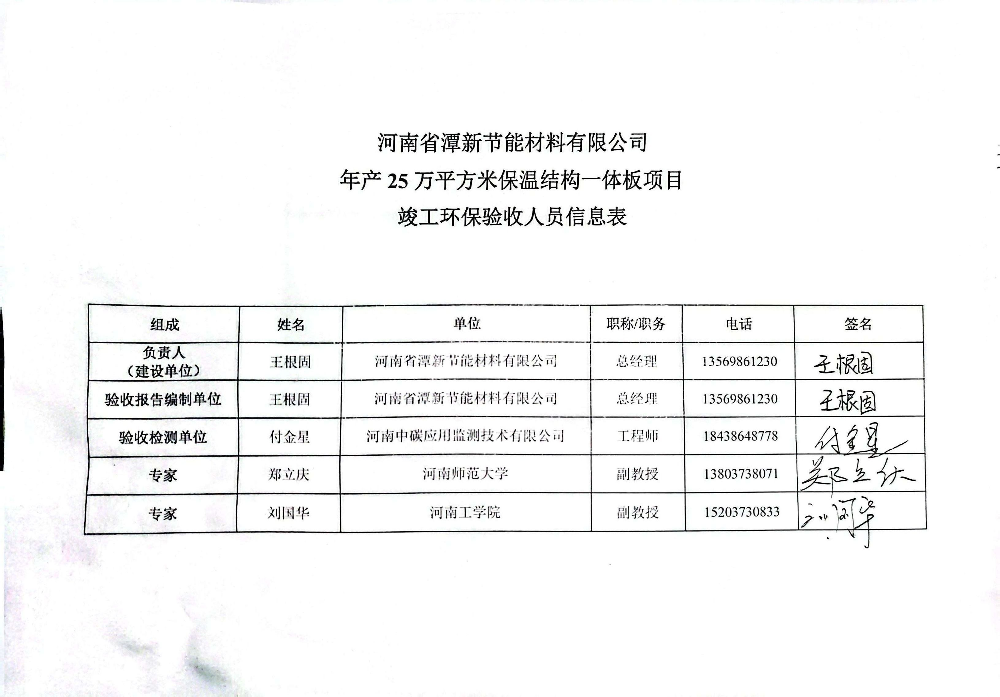 河南省潭新节能材料有限公司
年产 25 万平方米保温结构一体板项目
竣工环保验收人员信息表
组成 姓名 单位 职称/职务 电话 签名
负责人
（建设单位） 王根固 河南省潭新节能材料有限公司 总经理 13569861230 王根固
验收报告编制单位 王根固 河南省潭新节能材料有限公司 总经理 13569861230 王根固
验收检测单位 付金星 河南中碳应用监测技术有限公司 工程师 18438648778 付金星
专家 郑立庆 河南师范大学 副教授 13803738071 郑立庆
专家 刘国华 河南工学院 副教授 15203730833 刘国华